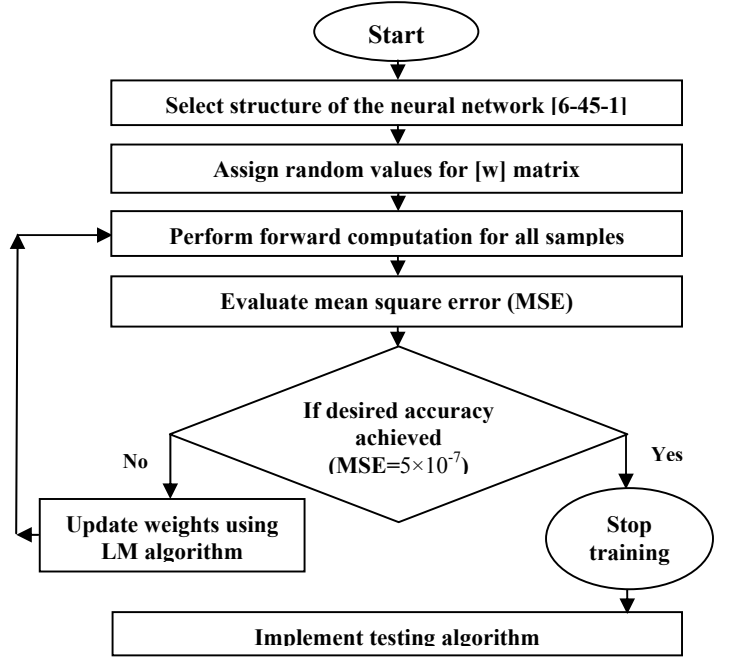 Start
Select structure of the neural network [6-45-1]
Assign random values for [w] matrix
Perform forward computation for all samples
Evaluate mean square error (MSE)
If desired accuracy
achieved
(MSE=5×10⁻⁷)
No
Yes
Update weights using
LM algorithm
Stop
training
Implement testing algorithm